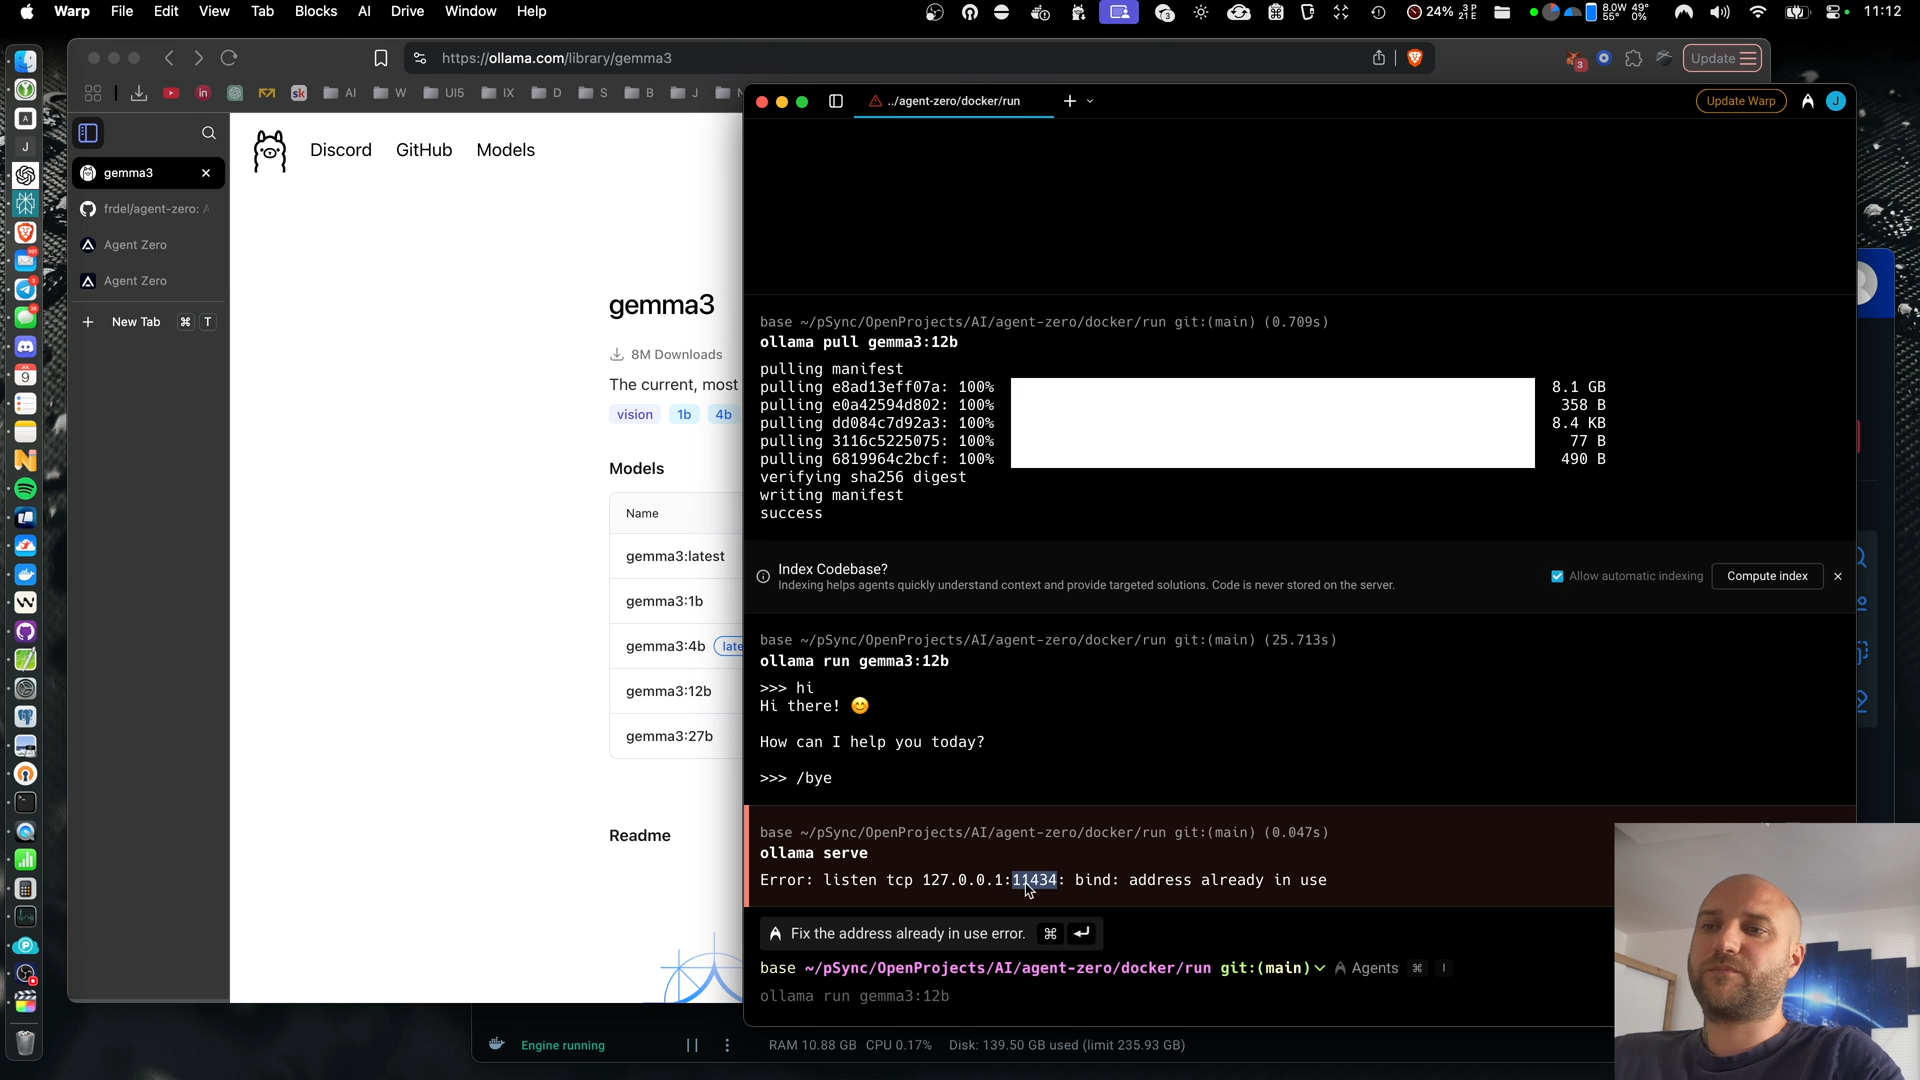 Warp File Edit View Tab Blocks AI Drive Window Help
24% 3 P 21 E 8.0W 55° 49° 0% 11:12
https://ollama.com/library/gemma3
Update
AI W UI5 IX D S B J
gemma3
frdel/agent-zero: A
Agent Zero
Agent Zero
New Tab ⌘ T
Discord GitHub Models
gemma3
8M Downloads
The current, most
vision 1b 4b
Models
Name
gemma3:latest
gemma3:1b
gemma3:4b late
gemma3:12b
gemma3:27b
Readme
../agent-zero/docker/run
Update Warp J
base ~/pSync/OpenProjects/AI/agent-zero/docker/run git:(main) (0.709s)
ollama pull gemma3:12b
pulling manifest
pulling e8ad13eff07a: 100% 8.1 GB
pulling e0a42594d802: 100% 358 B
pulling dd084c7d92a3: 100% 8.4 KB
pulling 3116c5225075: 100% 77 B
pulling 6819964c2bcf: 100% 490 B
verifying sha256 digest
writing manifest
success
Index Codebase?
Indexing helps agents quickly understand context and provide targeted solutions. Code is never stored on the server.
Allow automatic indexing Compute index
base ~/pSync/OpenProjects/AI/agent-zero/docker/run git:(main) (25.713s)
ollama run gemma3:12b
>>> hi
Hi there! 😊
How can I help you today?
>>> /bye
base ~/pSync/OpenProjects/AI/agent-zero/docker/run git:(main) (0.047s)
ollama serve
Error: listen tcp 127.0.0.1:11434: bind: address already in use
Fix the address already in use error. ⌘ ↵
base ~/pSync/OpenProjects/AI/agent-zero/docker/run git:(main) Agents ⌘ I
ollama run gemma3:12b
Engine running RAM 10.88 GB CPU 0.17% Disk: 139.50 GB used (limit 235.93 GB)